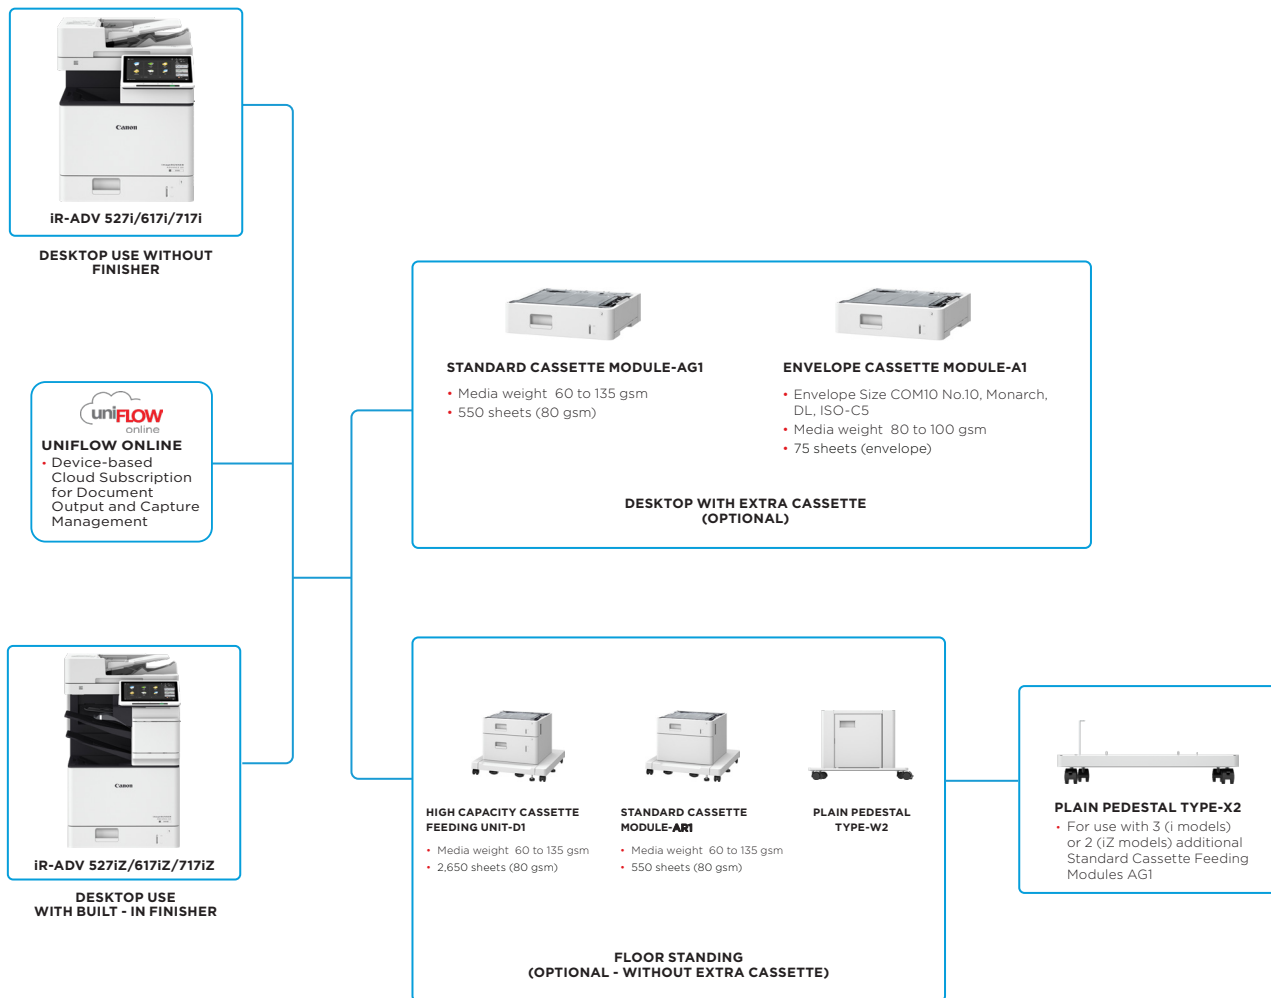 Canon
iR-ADV 527i/617i/717i
DESKTOP USE WITHOUT
FINISHER
uniFLOW
online
UNIFLOW ONLINE
• Device-based
Cloud Subscription
for Document
Output and Capture
Management
Canon
iR-ADV 527iZ/617iZ/717iZ
DESKTOP USE
WITH BUILT - IN FINISHER
STANDARD CASSETTE MODULE-AG1
• Media weight 60 to 135 gsm
• 550 sheets (80 gsm)
ENVELOPE CASSETTE MODULE-A1
• Envelope Size COM10 No.10, Monarch,
DL, ISO-C5
• Media weight 80 to 100 gsm
• 75 sheets (envelope)
DESKTOP WITH EXTRA CASSETTE
(OPTIONAL)
HIGH CAPACITY CASSETTE
FEEDING UNIT-D1
• Media weight 60 to 135 gsm
• 2,650 sheets (80 gsm)
STANDARD CASSETTE
MODULE-AR1
• Media weight 60 to 135 gsm
• 550 sheets (80 gsm)
PLAIN PEDESTAL
TYPE-W2
FLOOR STANDING
(OPTIONAL - WITHOUT EXTRA CASSETTE)
PLAIN PEDESTAL TYPE-X2
• For use with 3 (i models)
or 2 (iZ models) additional
Standard Cassette Feeding
Modules AG1